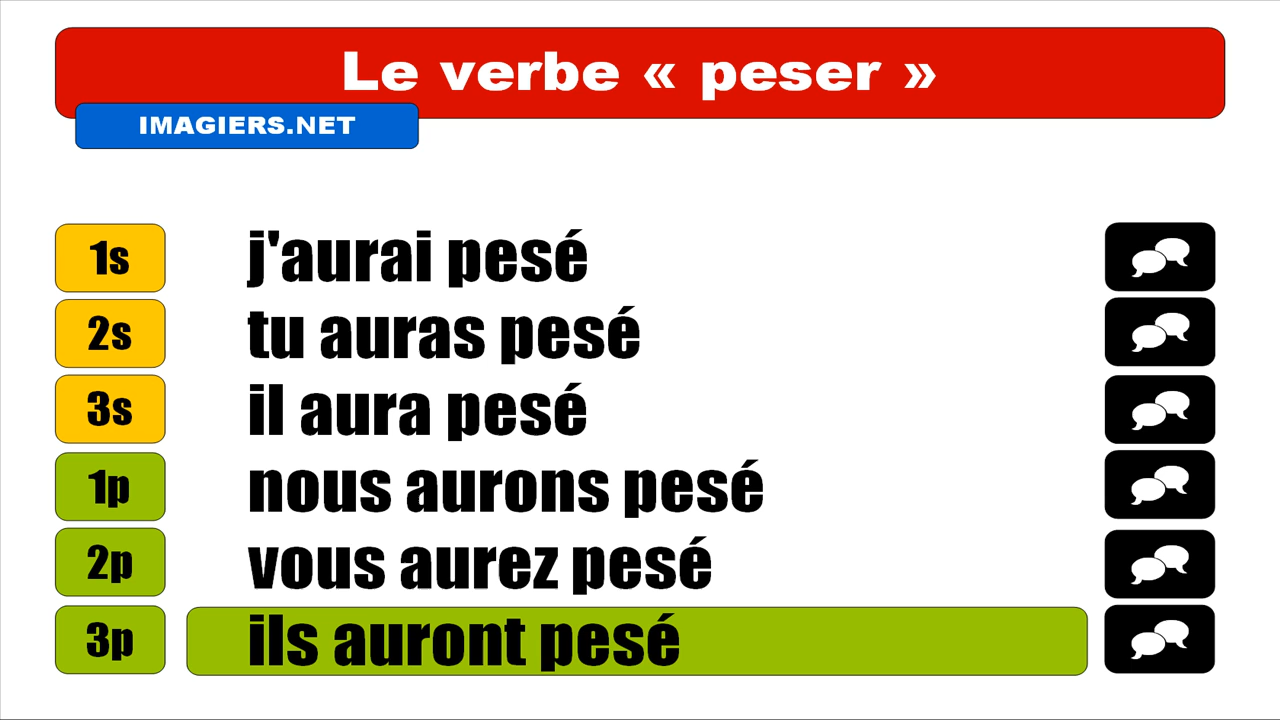 Le verbe « peser »
IMAGIERS.NET
1s j'aurai pesé
2s tu auras pesé
3s il aura pesé
1p nous aurons pesé
2p vous aurez pesé
3p ils auront pesé